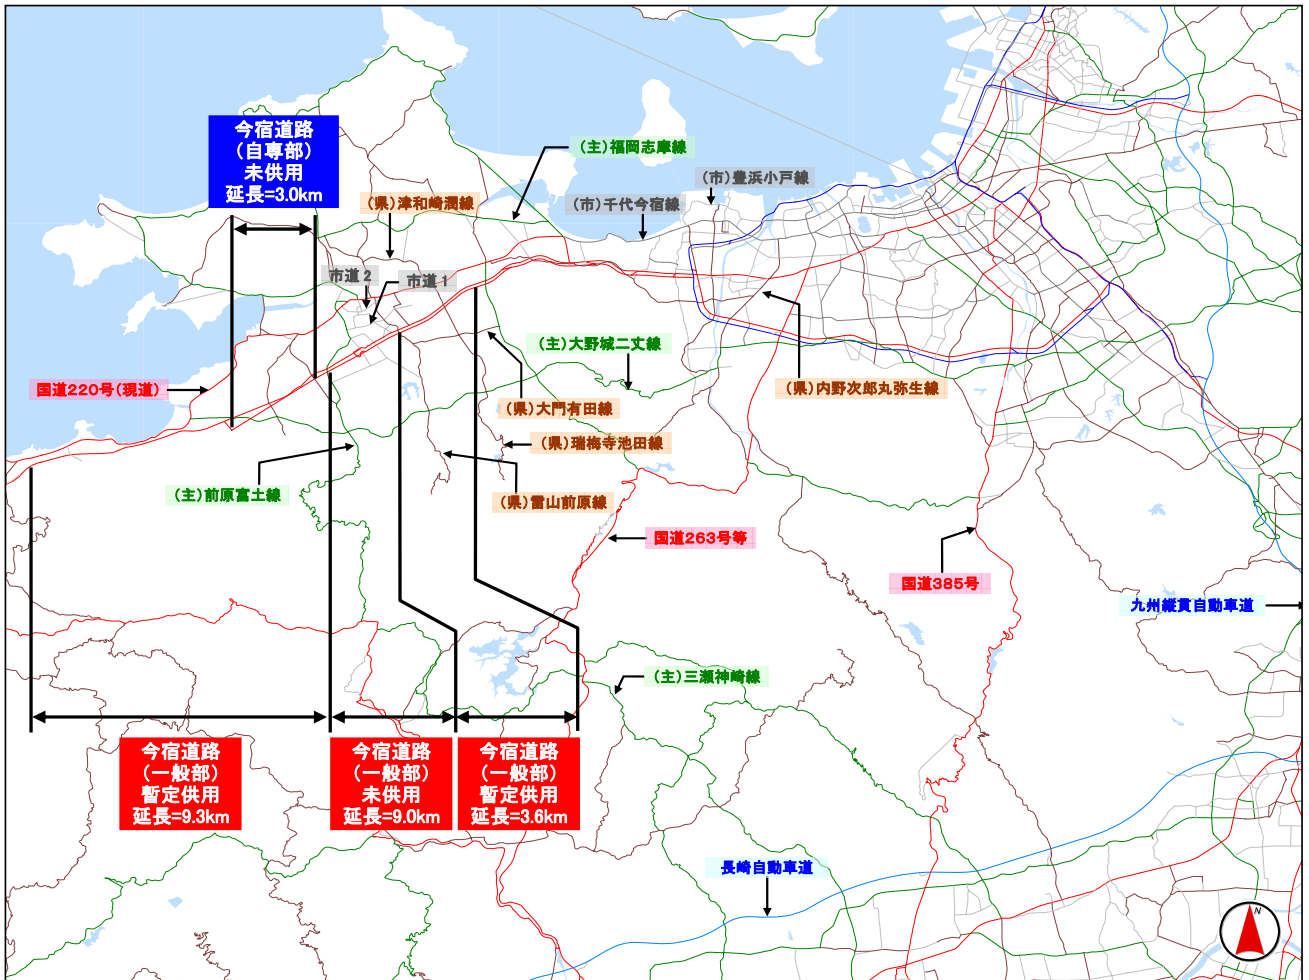 今宿道路
(自専部)
未供用
延長=3.0km
(主)福岡志摩線
(市)豊浜小戸線
(県)津和崎潤線
(市)千代今宿線
市道2
市道1
(主)大野城二丈線
国道220号(現道)
(県)内野次郎丸弥生線
(県)大門有田線
(県)瑞梅寺池田線
(主)前原富士線
(県)雷山前原線
国道263号等
国道385号
九州縦貫自動車道
(主)三瀬神崎線
今宿道路
(一般部)
暫定供用
延長=9.3km
今宿道路
(一般部)
未供用
延長=9.0km
今宿道路
(一般部)
暫定供用
延長=3.6km
長崎自動車道
N